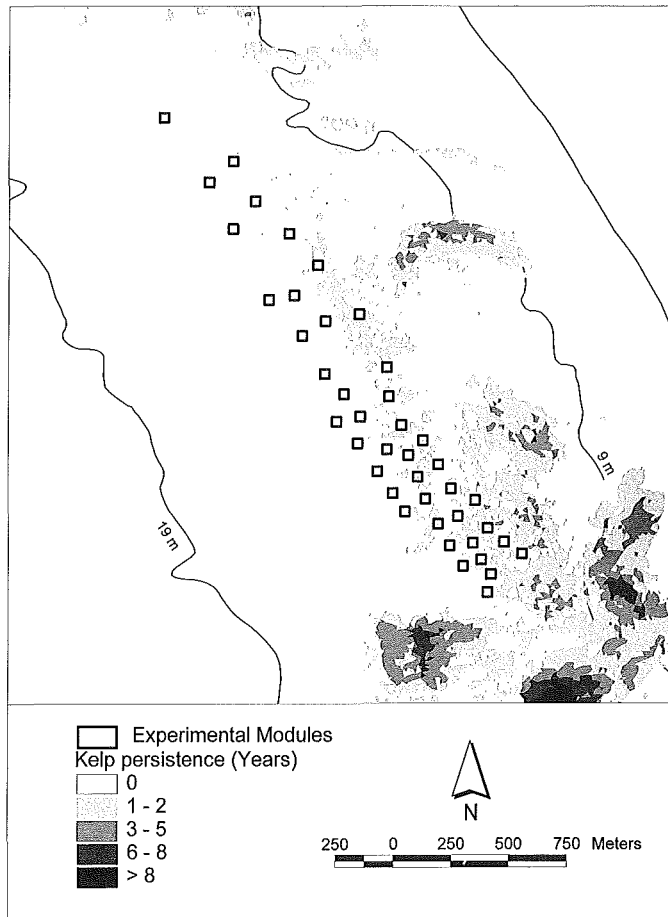 9 m
19 m
Experimental Modules
Kelp persistence (Years)
0
1 - 2
3 - 5
6 - 8
> 8
N
250 0 250 500 750 Meters